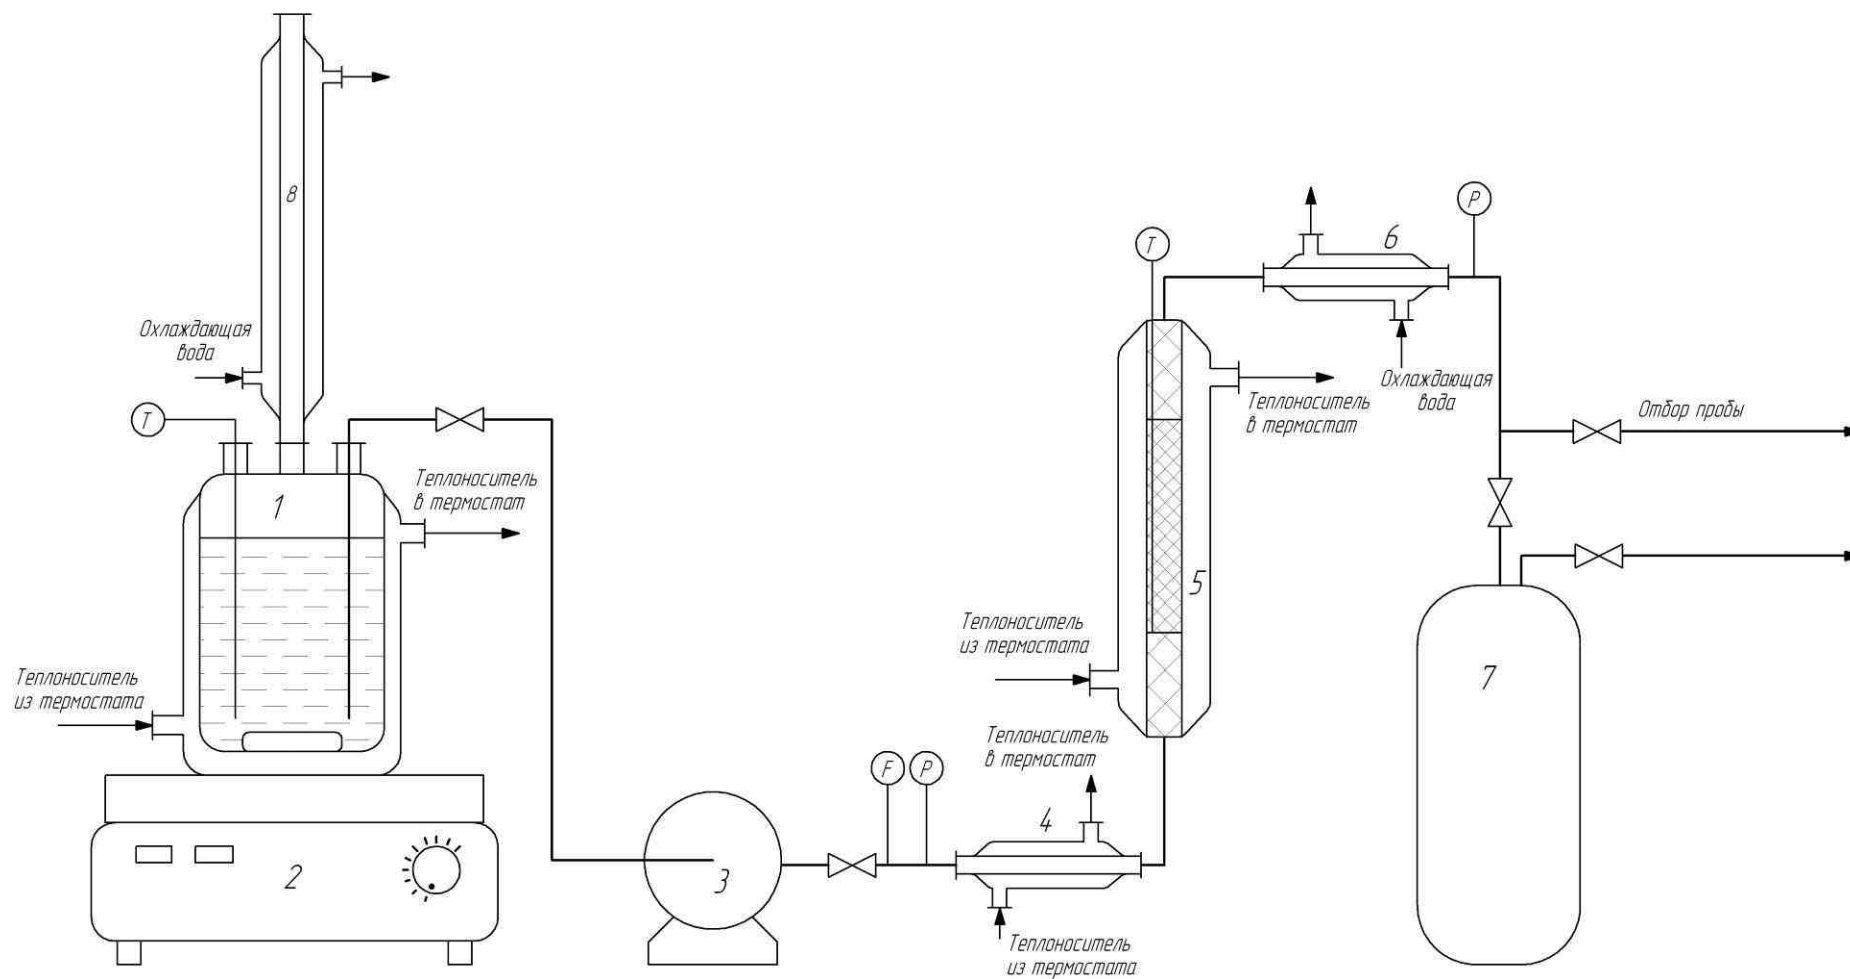 8
6
P
T
Охлаждающая
вода
Охлаждающая
вода
Теплоноситель
в термостат
T
Отбор пробы
Теплоноситель
в термостат
1
5
Теплоноситель
из термостата
Теплоноситель
из термостата
7
Теплоноситель
в термостат
F
P
4
2
3
Теплоноситель
из термостата